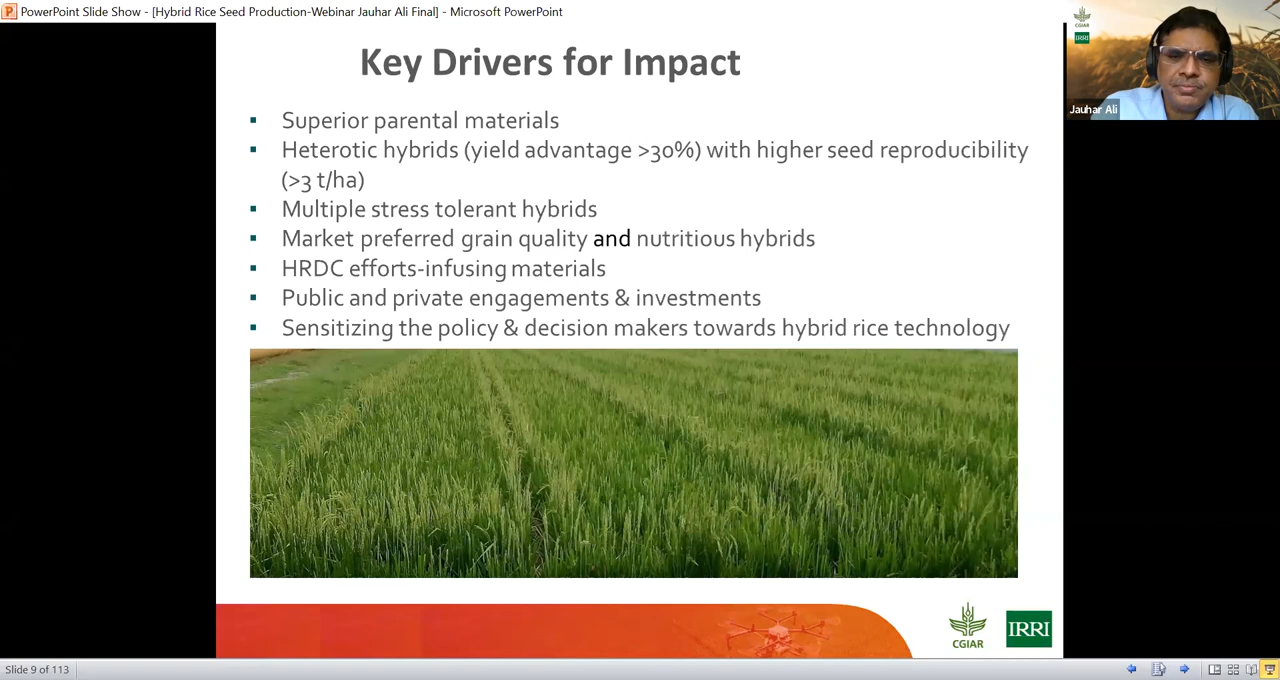 PowerPoint Slide Show - [Hybrid Rice Seed Production-Webinar Jauhar Ali Final] - Microsoft PowerPoint
CGIAR
IRRI
Jauhar Ali
Key Drivers for Impact
▪ Superior parental materials
▪ Heterotic hybrids (yield advantage >30%) with higher seed reproducibility
(>3 t/ha)
▪ Multiple stress tolerant hybrids
▪ Market preferred grain quality and nutritious hybrids
▪ HRDC efforts-infusing materials
▪ Public and private engagements & investments
▪ Sensitizing the policy & decision makers towards hybrid rice technology
CGIAR
IRRI
Slide 9 of 113